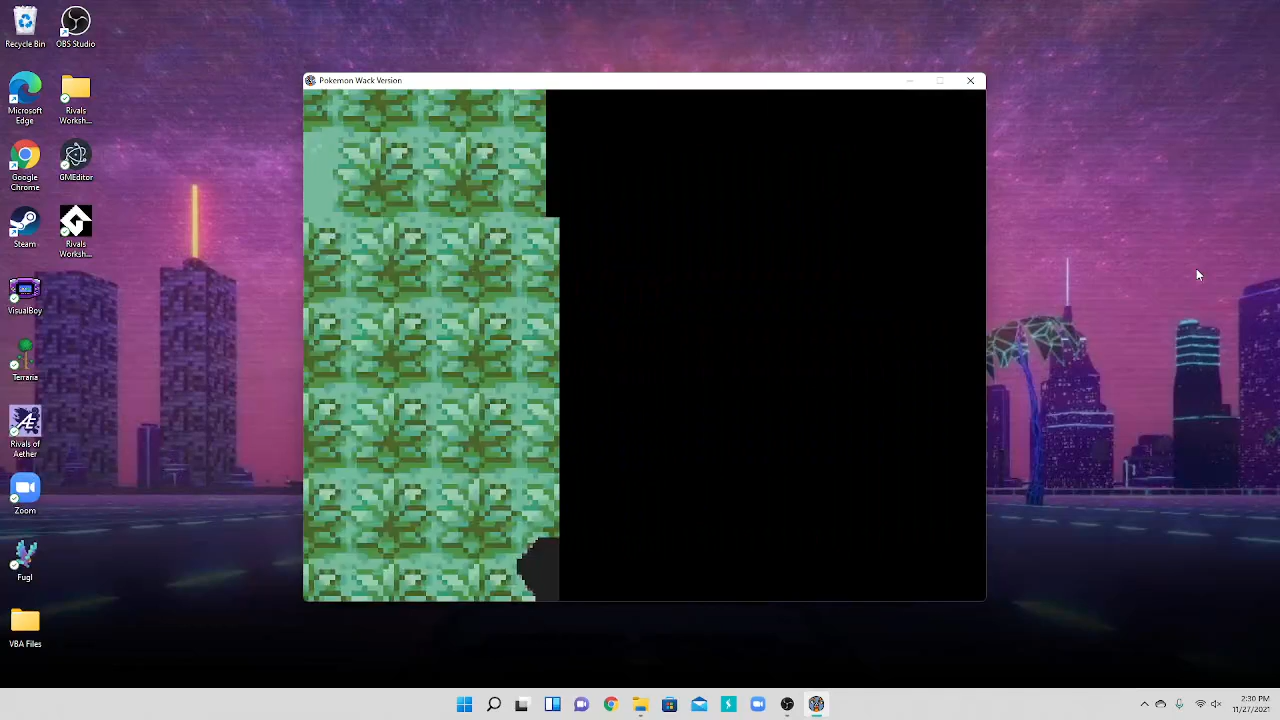 Recycle Bin
OBS Studio
Pokemon Wack Version
Microsoft
Edge
Rivals
Worksh...
Google
Chrome
GMEditor
Steam
Rivals
Worksh...
VisualBoy
Terraria
Rivals of
Aether
Zoom
Fugl
VBA Files
2:30 PM
11/27/2021